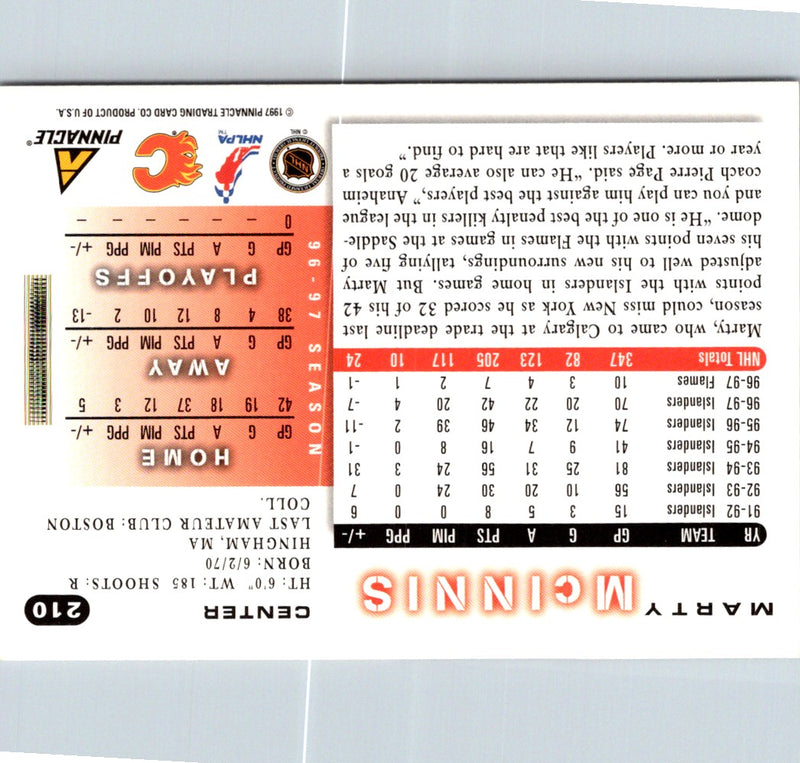 MARTY McINNIS
CENTER 210
HT: 6'0" WT: 185 SHOOTS: R
BORN: 6/2/70
HINGHAM, MA
LAST AMATEUR CLUB: BOSTON
COLL.
YR TEAM GP G A PTS PIM PPG +/-
91-92 Islanders 15 3 5 8 0 0 6
92-93 Islanders 56 10 20 30 24 0 7
93-94 Islanders 81 25 31 56 24 3 31
94-95 Islanders 41 9 7 16 8 0 -1
95-96 Islanders 74 12 34 46 39 2 -11
96-97 Islanders 70 20 22 42 20 4 -7
96-97 Flames 10 3 4 7 2 1 -1
NHL Totals 347 82 123 205 117 10 24
Marty, who came to Calgary at the trade deadline last
season, could miss New York as he scored 32 of his 42
points with the Islanders in home games. But Marty
adjusted well to his new surroundings, tallying five of
his seven points with the Flames in games at the Saddle-
dome. "He is one of the best penalty killers in the league
and you can play him against the best players," Anaheim
coach Pierre Page said. "He can also average 20 goals a
year or more. Players like that are hard to find."
96-97 SEASON
HOME
GP G A PTS PIM PPG +/-
42 19 18 37 12 3 5
AWAY
GP G A PTS PIM PPG +/-
38 4 8 12 10 2 -13
PLAYOFFS
GP G A PTS PIM PPG +/-
0 – – – – – –
NHL
© NHL
NHLPA™
C
PINNACLE®
© 1997 PINNACLE TRADING CARD CO. PRODUCT OF U.S.A.